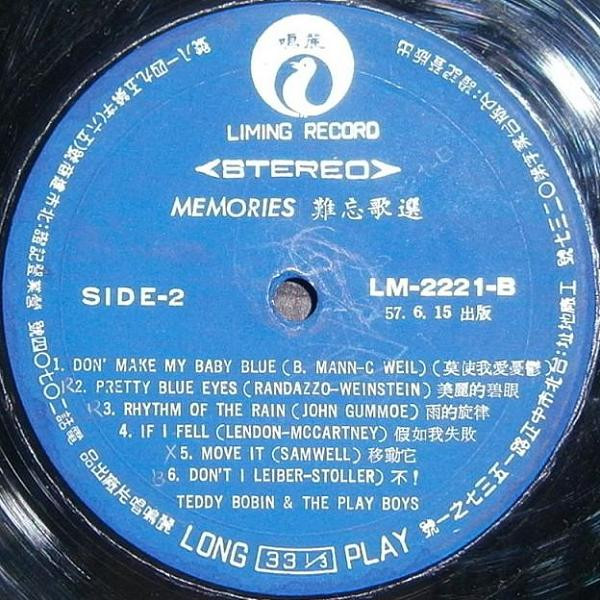 鳴麗
LIMING RECORD
<STEREO>
MEMORIES 難忘歌選
SIDE-2
LM-2221-B
57. 6. 15 出版
1. DON' MAKE MY BABY BLUE (B. MANN-C WEIL) (莫使我愛憂鬱
2. PRETTY BLUE EYES (RANDAZZO-WEINSTEIN) 美麗的碧眼
3. RHYTHM OF THE RAIN (JOHN GUMMOE) 雨的旋律
4. IF I FELL (LENDON-MCCARTNEY) 假如我失敗
5. MOVE IT (SAMWELL) 移動它
6. DON'T I LEIBER-STOLLER) 不!
TEDDY BOBIN & THE PLAY BOYS
LONG 33 1/3 PLAY